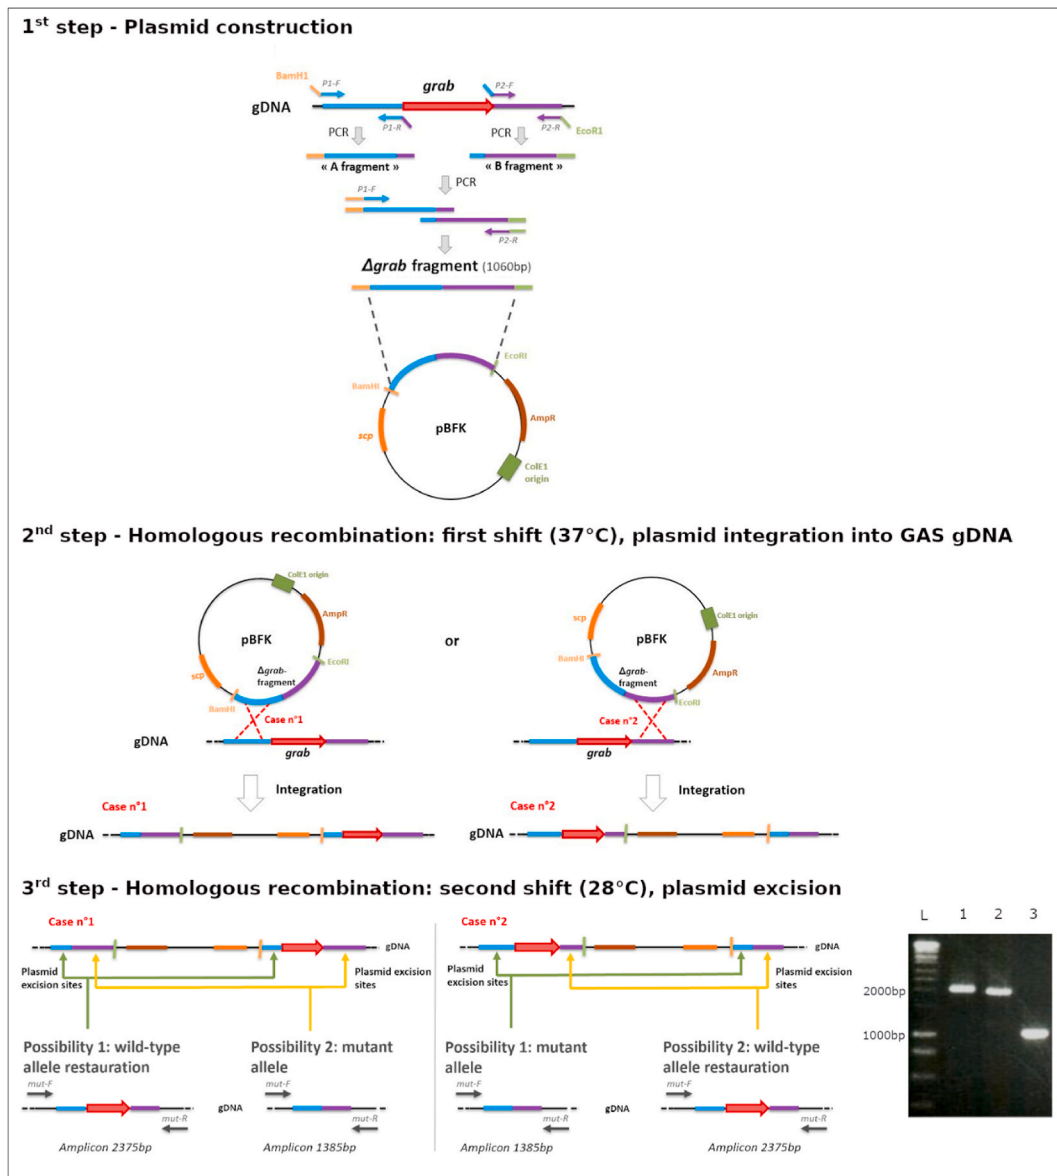 1st step - Plasmid construction
BamH1
P1-F
grab
P2-F
gDNA
P1-R
P2-R
EcoR1
PCR
PCR
« A fragment »
« B fragment »
PCR
P1-F
P2-R
Δgrab fragment (1060bp)
EcoRI
BamHI
AmpR
scp
pBFK
ColE1
origin
2nd step - Homologous recombination: first shift (37°C), plasmid integration into GAS gDNA
ColE1 origin
AmpR
pBFK
EcoRI
scp
Δgrab-
fragment
BamHI
Case n°1
or
scp
ColE1 origin
pBFK
BamHI
Δgrab-
fragment
AmpR
EcoRI
Case n°2
gDNA
grab
grab
Integration
Integration
Case n°1
gDNA
Case n°2
gDNA
3rd step - Homologous recombination: second shift (28°C), plasmid excision
Case n°1
gDNA
Plasmid
excision sites
Plasmid excision
sites
Possibility 1: wild-type
allele restauration
Possibility 2: mutant
allele
mut-F
mut-F
gDNA
mut-R
mut-R
Amplicon 2375bp
Amplicon 1385bp
Case n°2
gDNA
Plasmid
excision sites
Plasmid excision
sites
Possibility 1: mutant
allele
Possibility 2: wild-type
allele restauration
mut-F
mut-F
gDNA
mut-R
mut-R
Amplicon 1385bp
Amplicon 2375bp
L 1 2 3
2000bp
1000bp